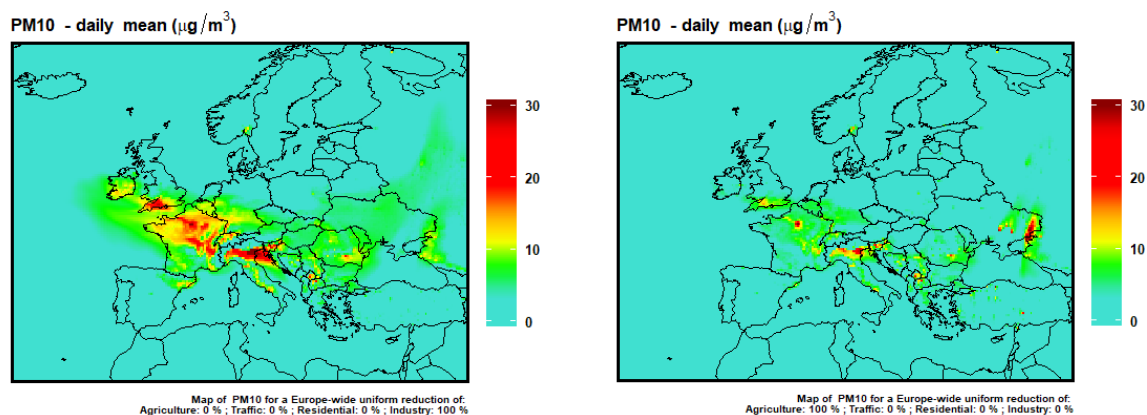 PM10 - daily mean (μg/m³)
30
20
10
0
Map of PM10 for a Europe-wide uniform reduction of:
Agriculture: 0 % ; Traffic: 0 % ; Residential: 0 % ; Industry: 100 %
PM10 - daily mean (μg/m³)
30
20
10
0
Map of PM10 for a Europe-wide uniform reduction of:
Agriculture: 100 % ; Traffic: 0 % ; Residential: 0 % ; Industry: 0 %